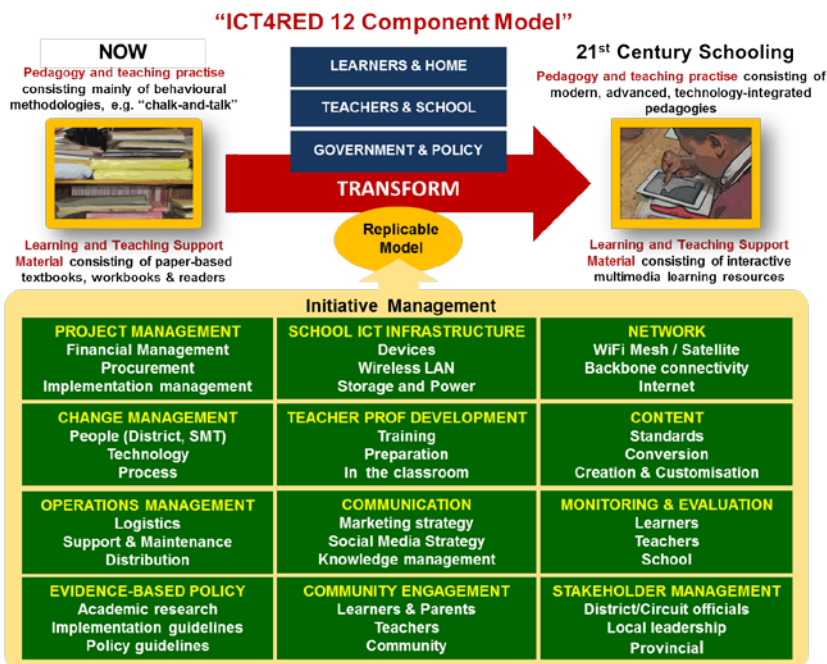 “ICT4RED 12 Component Model”
NOW
Pedagogy and teaching practise
consisting mainly of behavioural
methodologies, e.g. “chalk-and-talk”
Learning and Teaching Support
Material consisting of paper-based
textbooks, workbooks & readers
LEARNERS & HOME
TEACHERS & SCHOOL
GOVERNMENT & POLICY
TRANSFORM
Replicable
Model
21st Century Schooling
Pedagogy and teaching practise consisting of
modern, advanced, technology-integrated
pedagogies
Learning and Teaching Support
Material consisting of interactive
multimedia learning resources
Initiative Management
PROJECT MANAGEMENT
Financial Management
Procurement
Implementation management
SCHOOL ICT INFRASTRUCTURE
Devices
Wireless LAN
Storage and Power
NETWORK
WiFi Mesh / Satellite
Backbone connectivity
Internet
CHANGE MANAGEMENT
People (District, SMT)
Technology
Process
TEACHER PROF DEVELOPMENT
Training
Preparation
In the classroom
CONTENT
Standards
Conversion
Creation & Customisation
OPERATIONS MANAGEMENT
Logistics
Support & Maintenance
Distribution
COMMUNICATION
Marketing strategy
Social Media Strategy
Knowledge management
MONITORING & EVALUATION
Learners
Teachers
School
EVIDENCE-BASED POLICY
Academic research
Implementation guidelines
Policy guidelines
COMMUNITY ENGAGEMENT
Learners & Parents
Teachers
Community
STAKEHOLDER MANAGEMENT
District/Circuit officials
Local leadership
Provincial